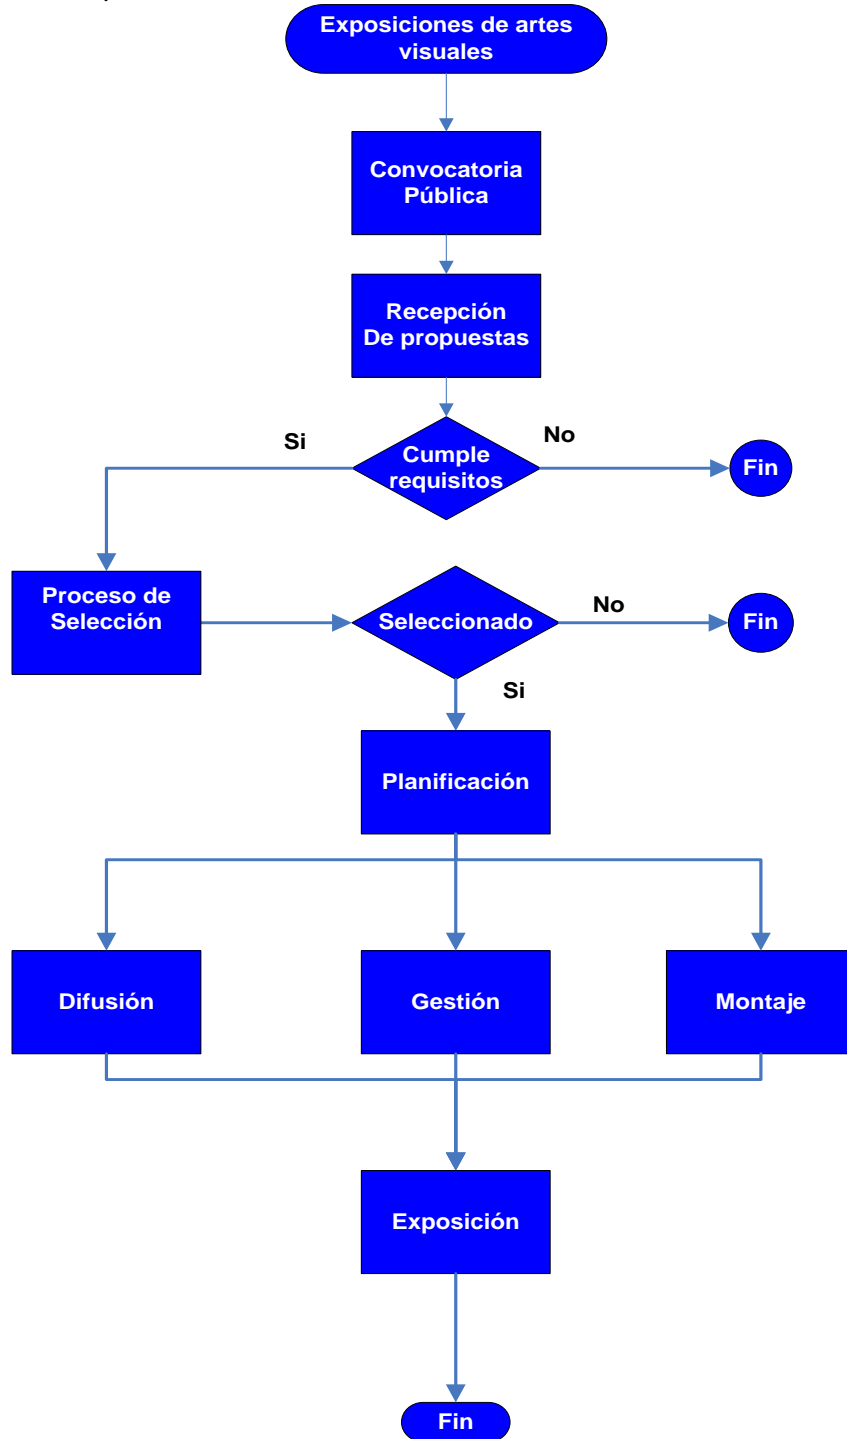 Exposiciones de artes
visuales
Convocatoria
Pública
Recepción
De propuestas
Si
No
Cumple
requisitos
Fin
Proceso de
Selección
Seleccionado
No
Fin
Si
Planificación
Difusión
Gestión
Montaje
Exposición
Fin